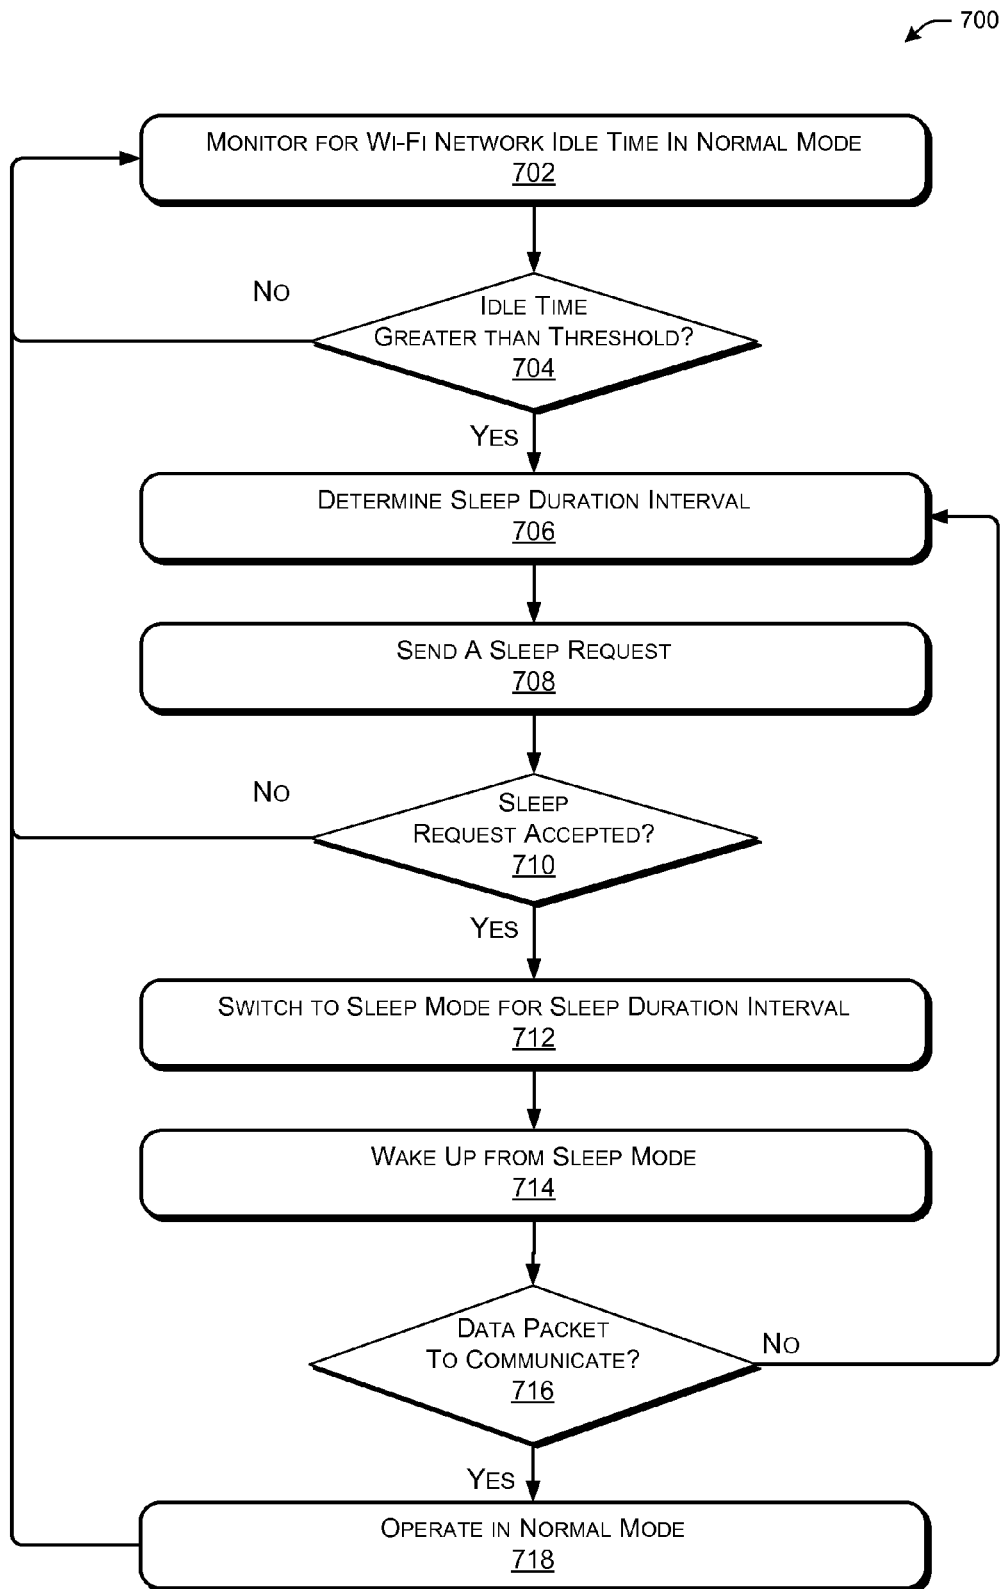 700
MONITOR FOR WI-FI NETWORK IDLE TIME IN NORMAL MODE
702
NO
IDLE TIME
GREATER THAN THRESHOLD?
704
YES
DETERMINE SLEEP DURATION INTERVAL
706
SEND A SLEEP REQUEST
708
NO
SLEEP
REQUEST ACCEPTED?
710
YES
SWITCH TO SLEEP MODE FOR SLEEP DURATION INTERVAL
712
WAKE UP FROM SLEEP MODE
714
DATA PACKET
TO COMMUNICATE?
716
NO
YES
OPERATE IN NORMAL MODE
718